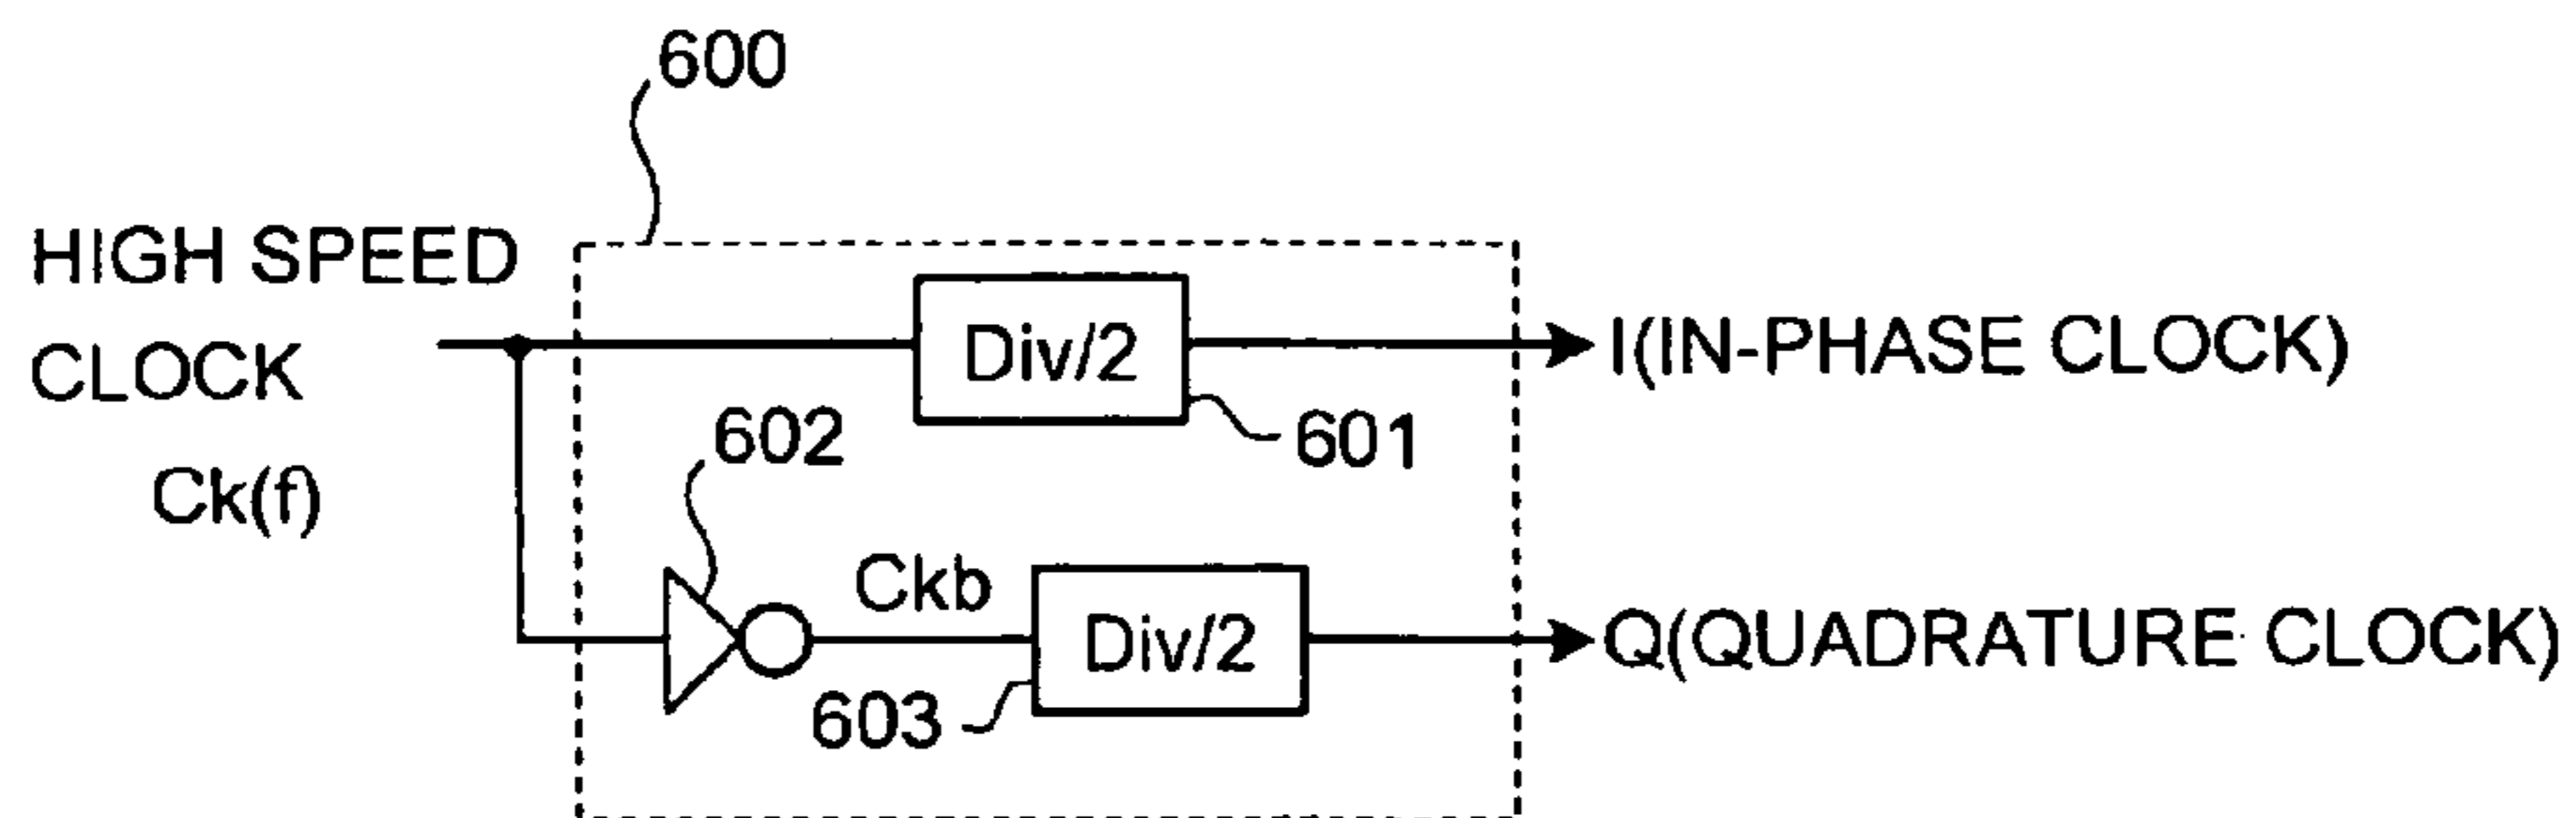 600
HIGH SPEED
CLOCK
Ck(f)
Div/2
I(IN-PHASE CLOCK)
601
602
Ckb
Div/2
Q(QUADRATURE CLOCK)
603